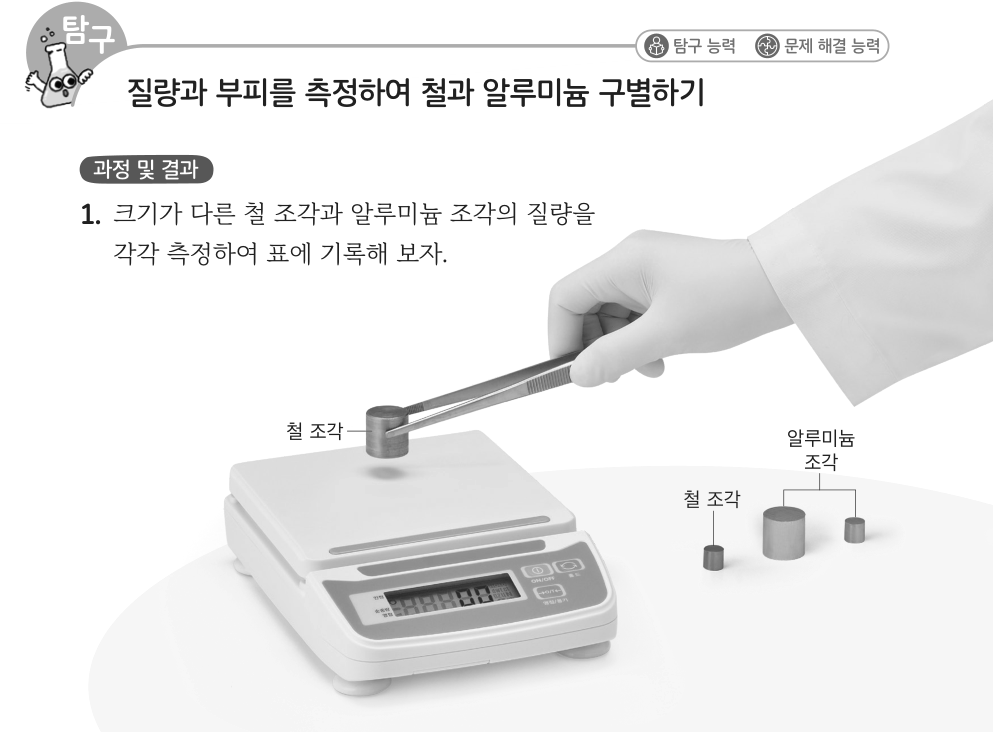 탐구
탐구 능력 문제 해결 능력
질량과 부피를 측정하여 철과 알루미늄 구별하기
과정 및 결과
1. 크기가 다른 철 조각과 알루미늄 조각의 질량을
각각 측정하여 표에 기록해 보자.
철 조각
알루미늄
조각
철 조각
ON/OFF